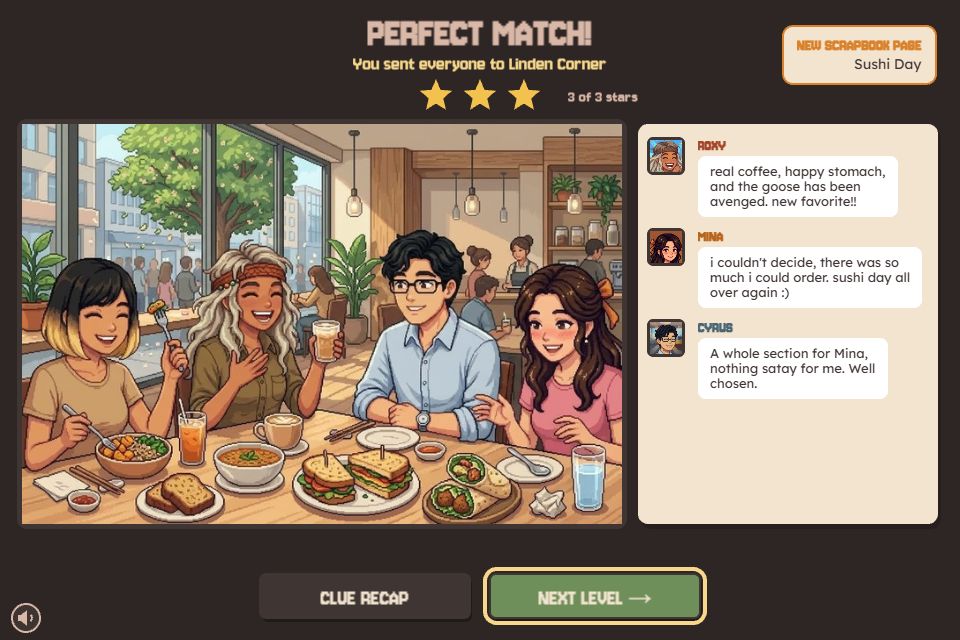 PERFECT MATCH!
You sent everyone to Linden Corner
3 of 3 stars
NEW SCRAPBOOK PAGE
Sushi Day
ROXY
real coffee, happy stomach,
and the goose has been
avenged. new favorite!!
MINA
i couldn't decide, there was so
much i could order. sushi day all
over again :)
CYRUS
A whole section for Mina,
nothing satay for me. Well
chosen.
CLUE RECAP
NEXT LEVEL →